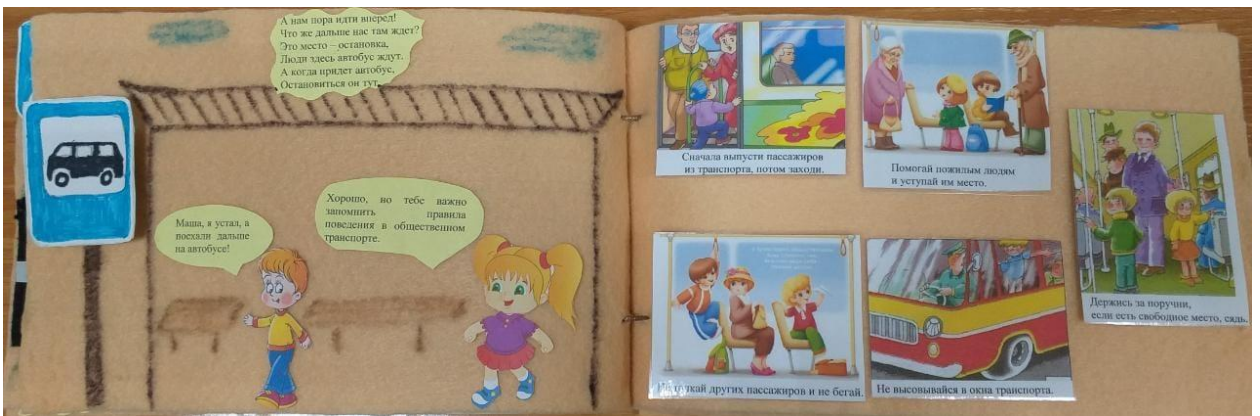 А нам пора идти вперед!
Что же дальше нас там ждет?
Это место – остановка,
Люди здесь автобус ждут.
А когда придет автобус,
Остановиться он тут.
Маша, я устал, а
поехали дальше
на автобусе!
Хорошо, но тебе важно
запомнить правила
поведения в общественном
транспорте.
Сначала выпусти пассажиров
из транспорта, потом заходи.
Помогай пожилым людям
и уступай им место.
Держись за поручни,
если есть свободное место, сядь.
Не толкай других пассажиров и не бегай.
Не высовывайся в окна транспорта.